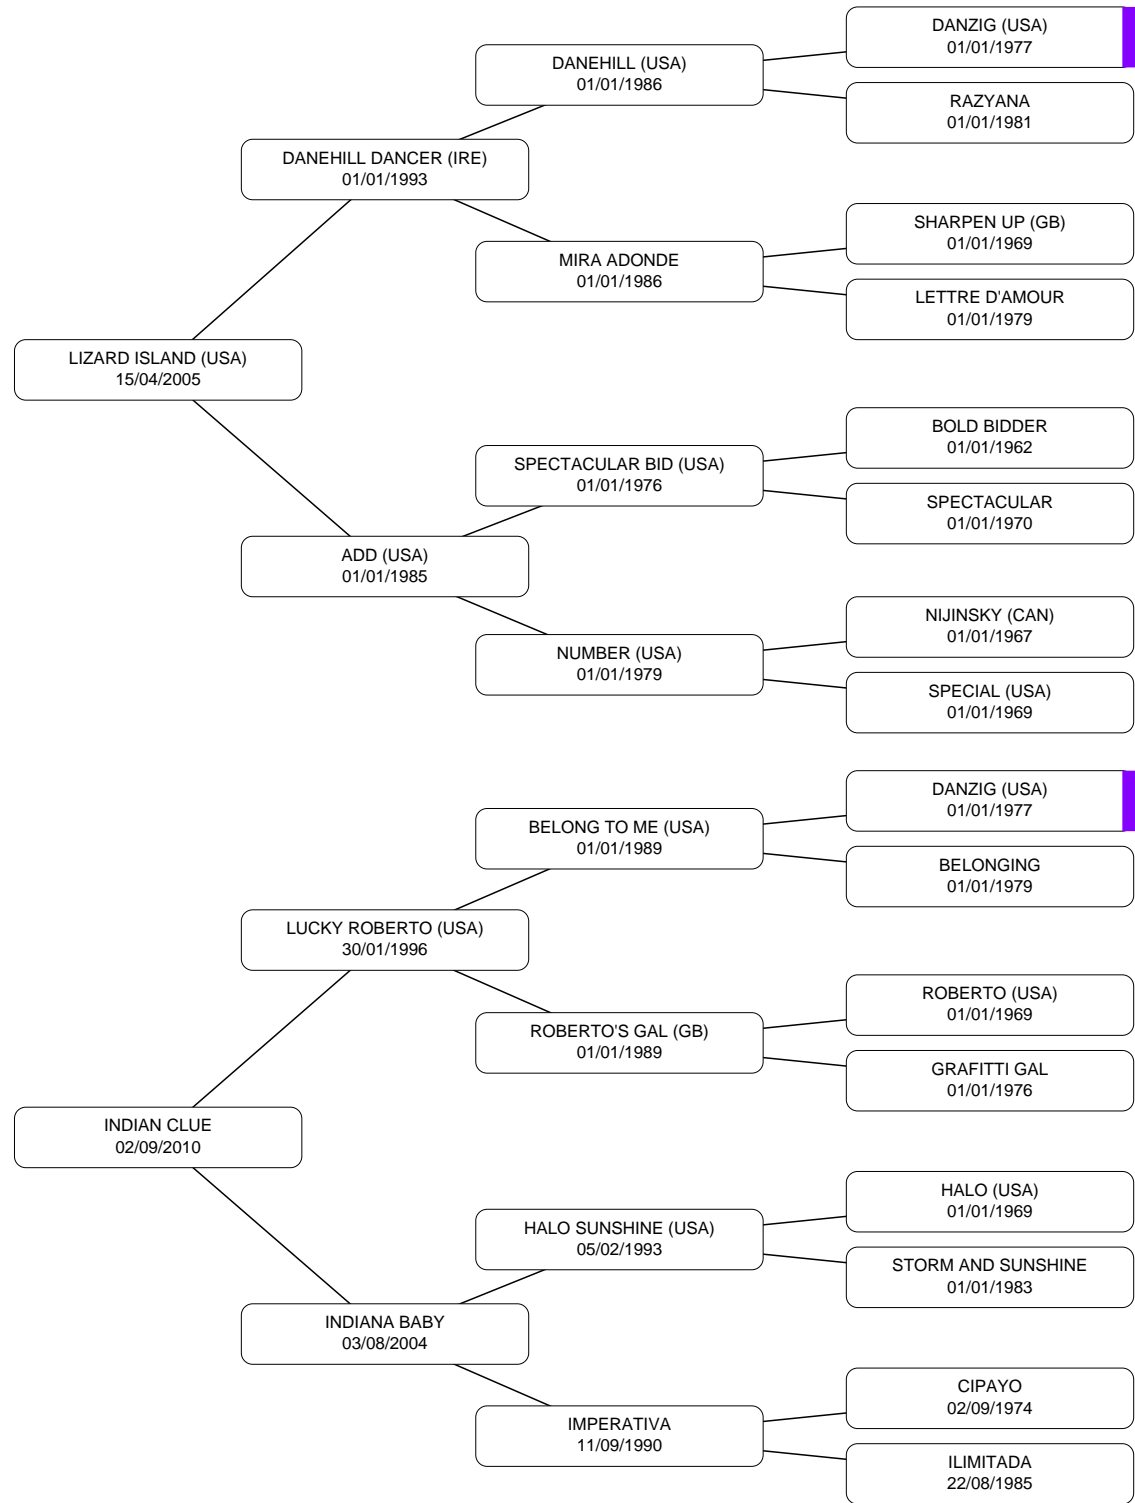 DANZIG (USA)
01/01/1977
DANEHILL (USA)
01/01/1986
RAZYANA
01/01/1981
DANEHILL DANCER (IRE)
01/01/1993
SHARPEN UP (GB)
01/01/1969
MIRA ADONDE
01/01/1986
LETTRE D'AMOUR
01/01/1979
LIZARD ISLAND (USA)
15/04/2005
BOLD BIDDER
01/01/1962
SPECTACULAR BID (USA)
01/01/1976
SPECTACULAR
01/01/1970
ADD (USA)
01/01/1985
NIJINSKY (CAN)
01/01/1967
NUMBER (USA)
01/01/1979
SPECIAL (USA)
01/01/1969
DANZIG (USA)
01/01/1977
BELONG TO ME (USA)
01/01/1989
BELONGING
01/01/1979
LUCKY ROBERTO (USA)
30/01/1996
ROBERTO (USA)
01/01/1969
ROBERTO'S GAL (GB)
01/01/1989
GRAFITTI GAL
01/01/1976
INDIAN CLUE
02/09/2010
HALO (USA)
01/01/1969
HALO SUNSHINE (USA)
05/02/1993
STORM AND SUNSHINE
01/01/1983
INDIANA BABY
03/08/2004
CIPAYO
02/09/1974
IMPERATIVA
11/09/1990
ILIMITADA
22/08/1985